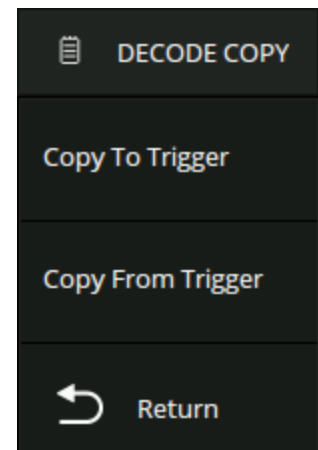 DECODE COPY
Copy To Trigger
Copy From Trigger
Return